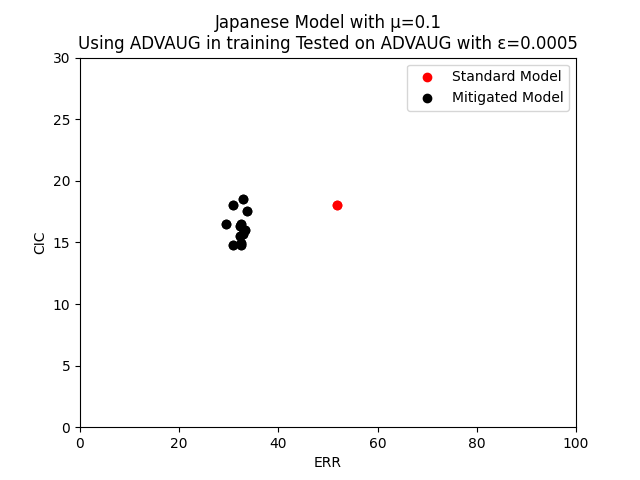 Japanese Model with μ=0.1
Using ADVAUG in training Tested on ADVAUG with ε=0.0005
Standard Model
Mitigated Model
30
25
20
15
10
5
0
CIC
0 20 40 60 80 100
ERR